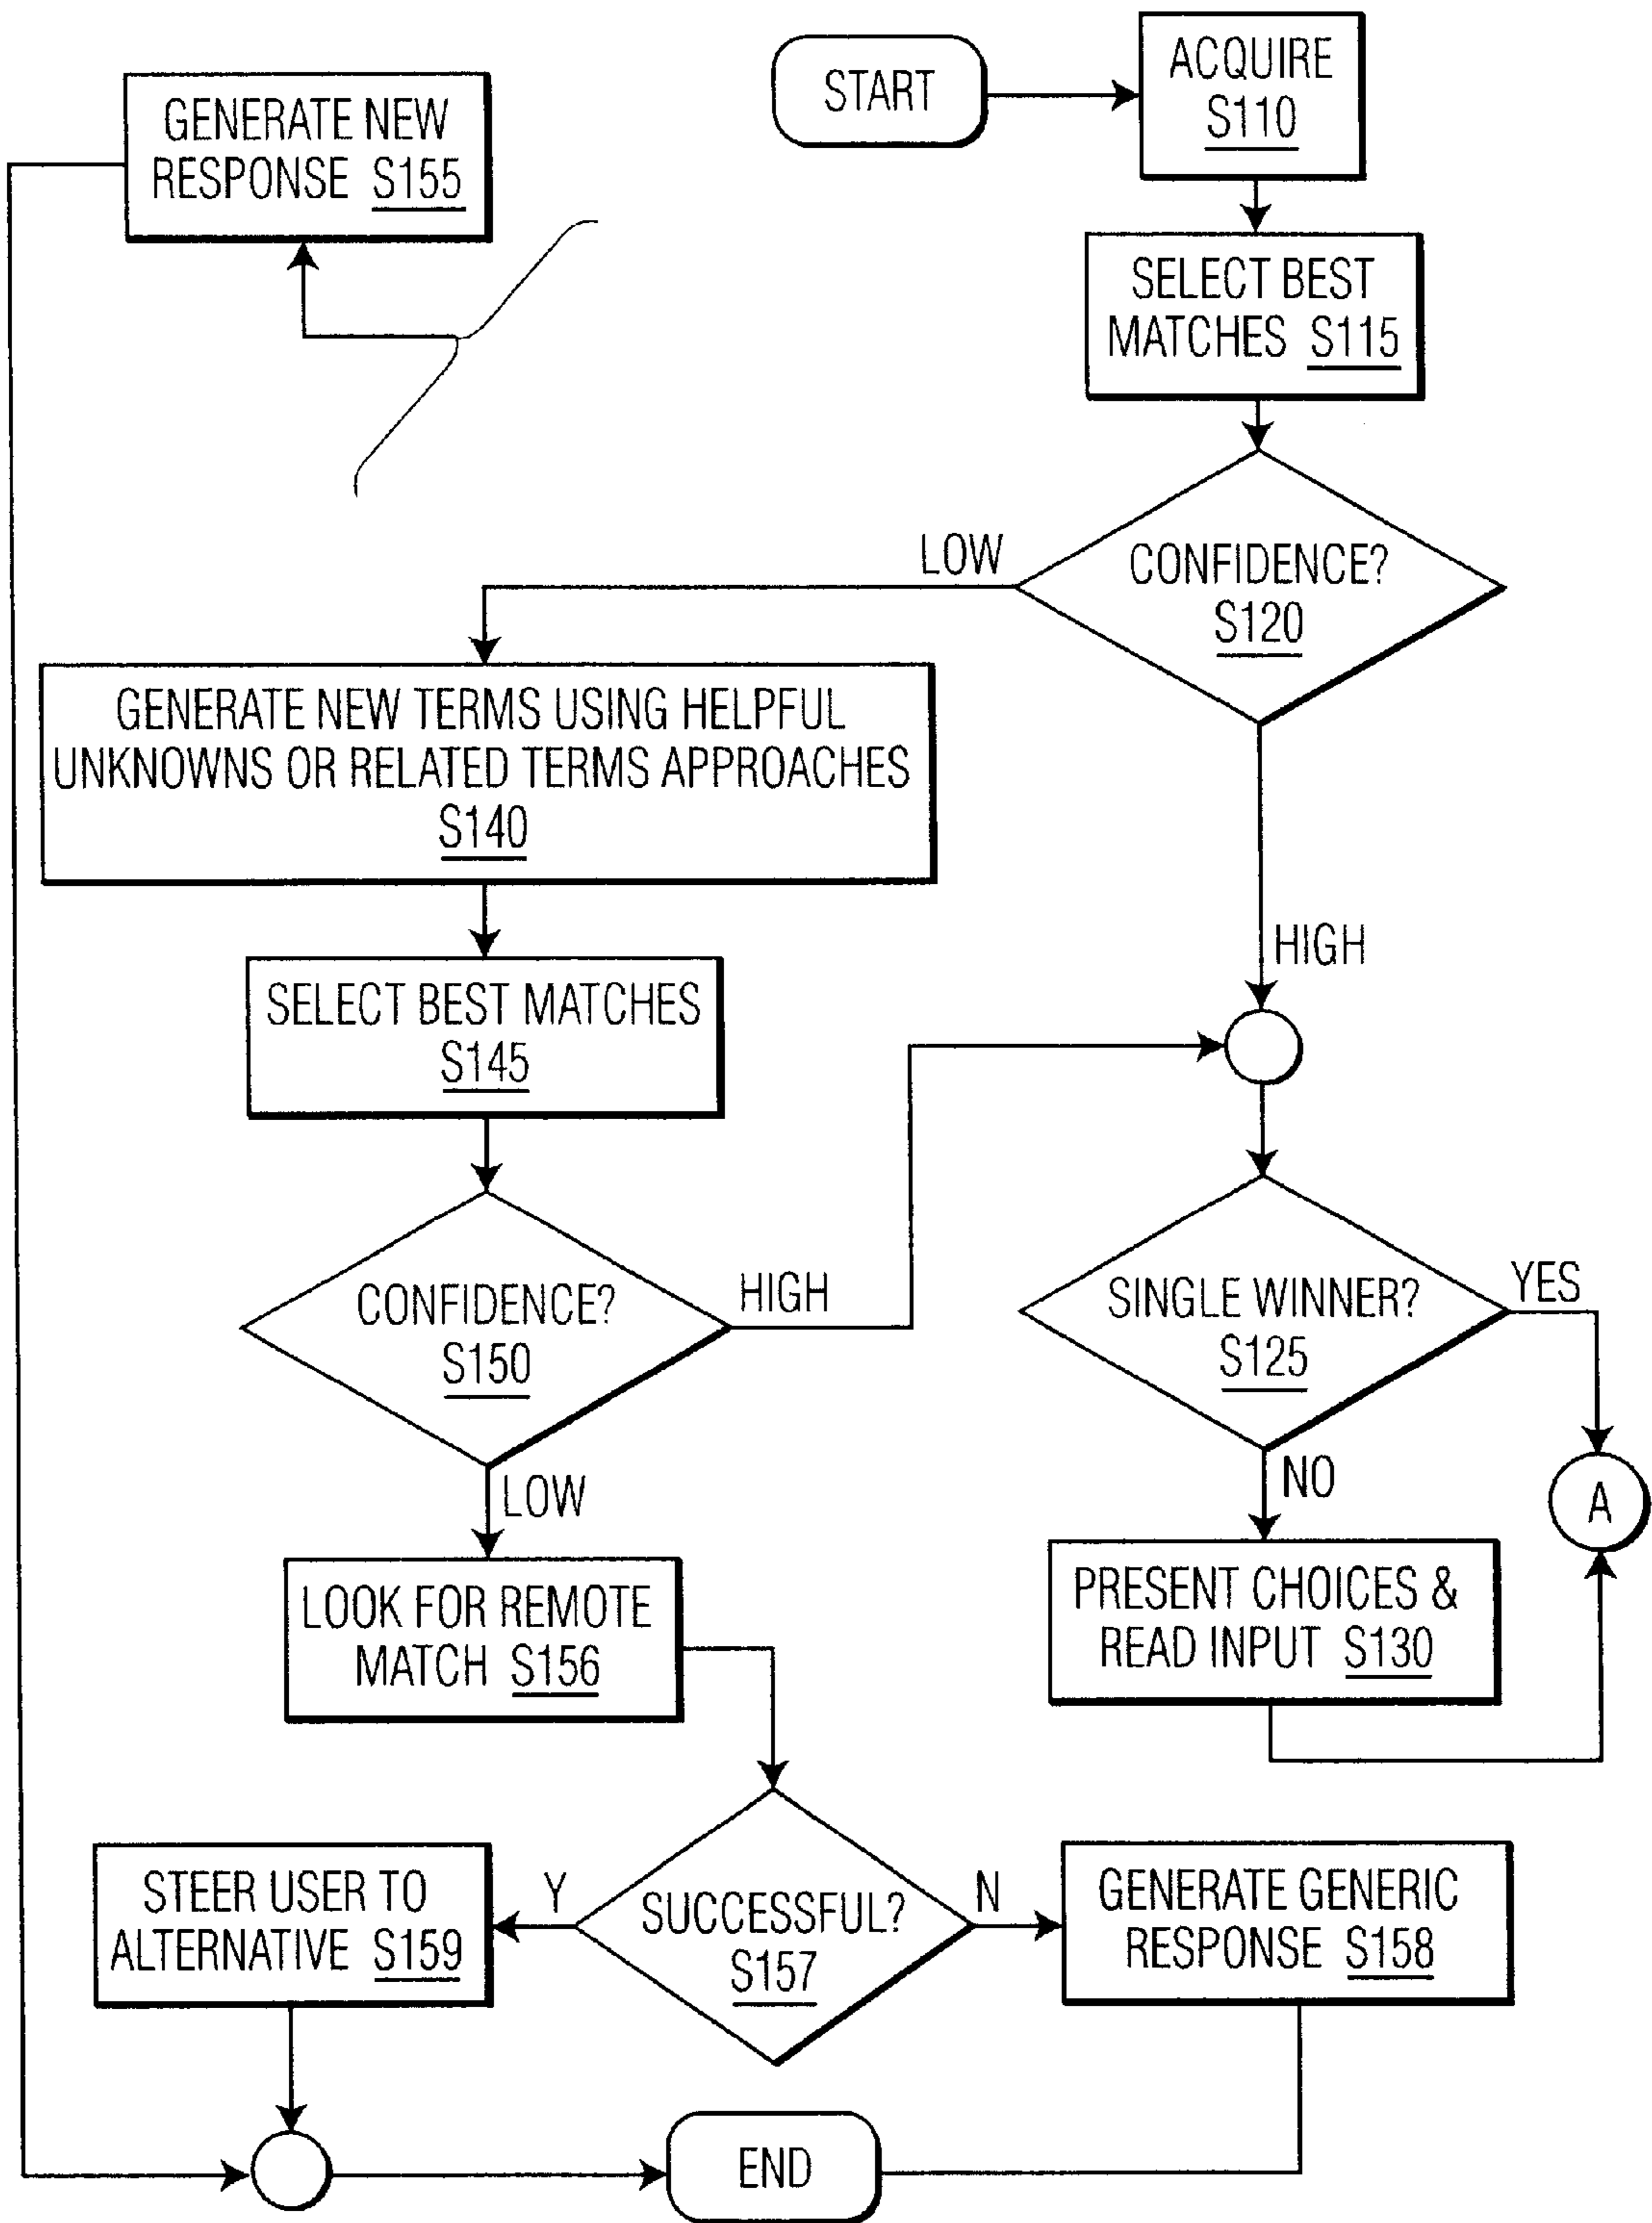 START
ACQUIRE
S110
GENERATE NEW
RESPONSE S155
SELECT BEST
MATCHES S115
LOW
CONFIDENCE?
S120
GENERATE NEW TERMS USING HELPFUL
UNKNOWNS OR RELATED TERMS APPROACHES
S140
HIGH
SELECT BEST MATCHES
S145
CONFIDENCE?
S150
HIGH
SINGLE WINNER?
S125
YES
LOW
NO
A
LOOK FOR REMOTE
MATCH S156
PRESENT CHOICES &
READ INPUT S130
STEER USER TO
ALTERNATIVE S159
Y
SUCCESSFUL?
S157
N
GENERATE GENERIC
RESPONSE S158
END